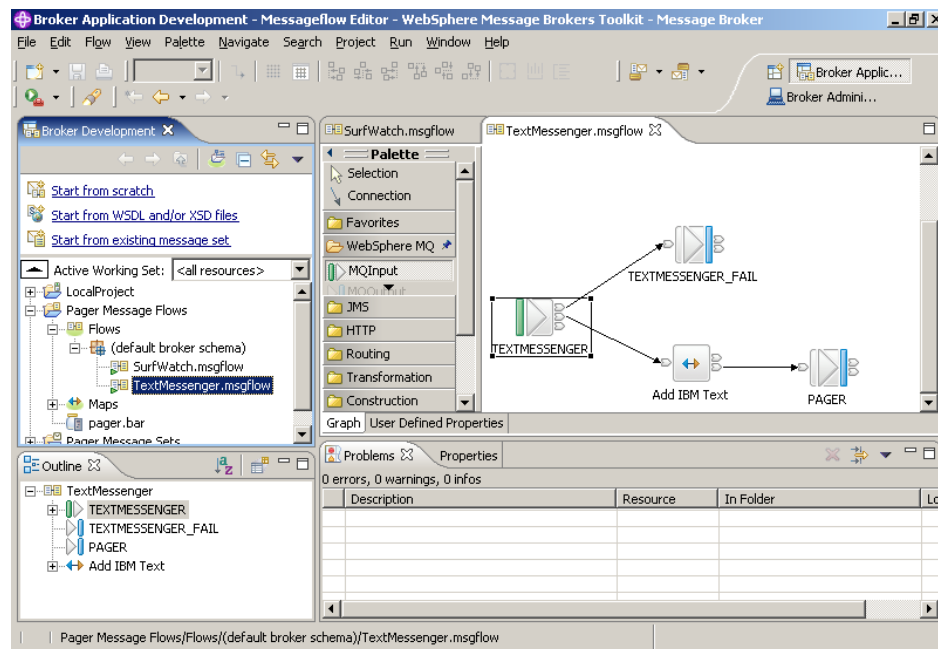 Broker Application Development - Messageflow Editor - WebSphere Message Brokers Toolkit - Message Broker
File Edit Flow View Palette Navigate Search Project Run Window Help
Broker Applic...
Broker Admini...
Broker Development
Start from scratch
Start from WSDL and/or XSD files
Start from existing message set
Active Working Set: <all resources>
LocalProject
Pager Message Flows
Flows
(default broker schema)
SurfWatch.msgflow
TextMessenger.msgflow
Maps
pager.bar
Pager Message Sets
Outline
TextMessenger
TEXTMESSENGER
TEXTMESSENGER_FAIL
PAGER
Add IBM Text
SurfWatch.msgflow TextMessenger.msgflow
Palette
Selection
Connection
Favorites
WebSphere MQ
MQInput
MQOutput
JMS
HTTP
Routing
Transformation
Construction
TEXTMESSENGER_FAIL
TEXTMESSENGER
Add IBM Text
PAGER
Graph User Defined Properties
Problems Properties
0 errors, 0 warnings, 0 infos
Description Resource In Folder Lo
Pager Message Flows/Flows/(default broker schema)/TextMessenger.msgflow